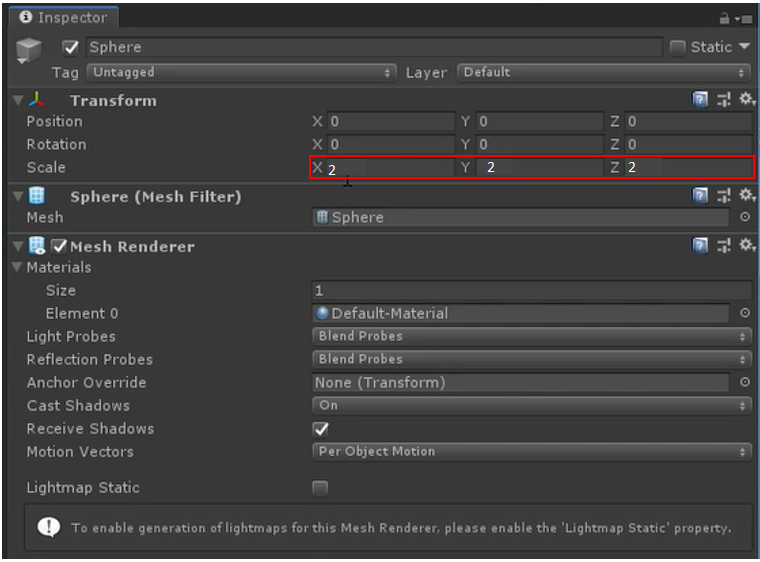 Inspector
Sphere Static
Tag Untagged Layer Default
Transform
Position X 0 Y 0 Z 0
Rotation X 0 Y 0 Z 0
Scale X 2 Y 2 Z 2
Sphere (Mesh Filter)
Mesh Sphere
Mesh Renderer
Materials
Size 1
Element 0 Default-Material
Light Probes Blend Probes
Reflection Probes Blend Probes
Anchor Override None (Transform)
Cast Shadows On
Receive Shadows
Motion Vectors Per Object Motion
Lightmap Static
To enable generation of lightmaps for this Mesh Renderer, please enable the 'Lightmap Static' property.